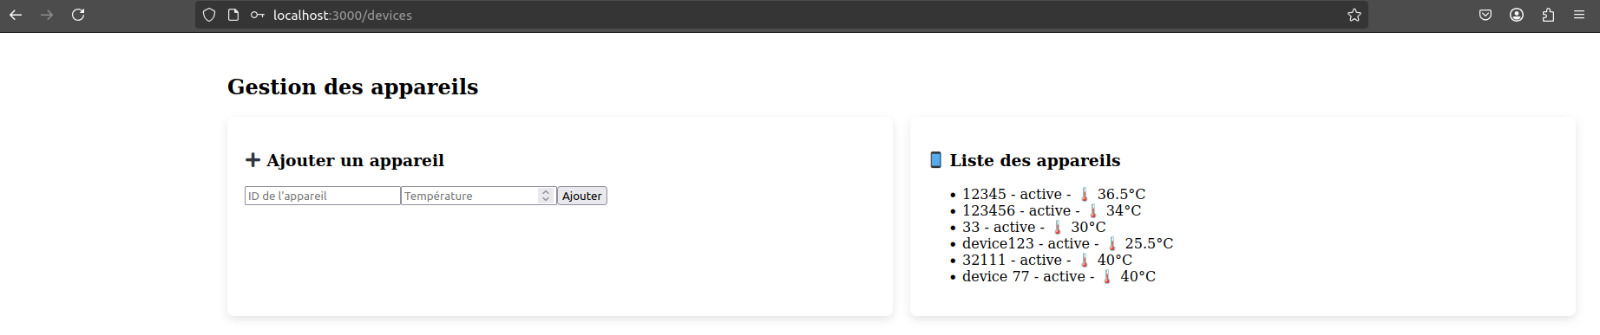 localhost:3000/devices
Gestion des appareils
➕ Ajouter un appareil
ID de l'appareil Température Ajouter
📱 Liste des appareils
• 12345 - active - 🌡️ 36.5°C
• 123456 - active - 🌡️ 34°C
• 33 - active - 🌡️ 30°C
• device123 - active - 🌡️ 25.5°C
• 32111 - active - 🌡️ 40°C
• device 77 - active - 🌡️ 40°C